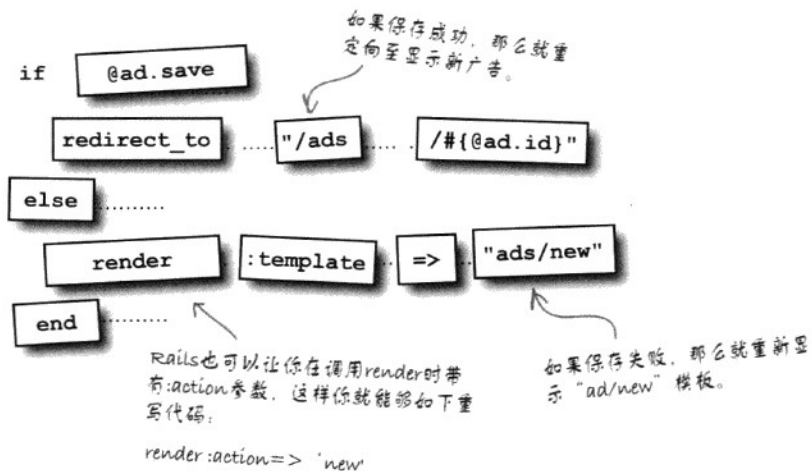 如果保存成功，那么就重
定向至显示新广告。
if @ad.save
redirect_to ..... "/ads ..... . /#{@ad.id}"
else ..........
render :template .. => ... "ads/new"
end ..........
Rails也可以让你在调用render时带
有:action参数，这样你就能够如下重
写代码：
render :action=> 'new'
如果保存失败，那么就重新显
示“ad/new”模板。